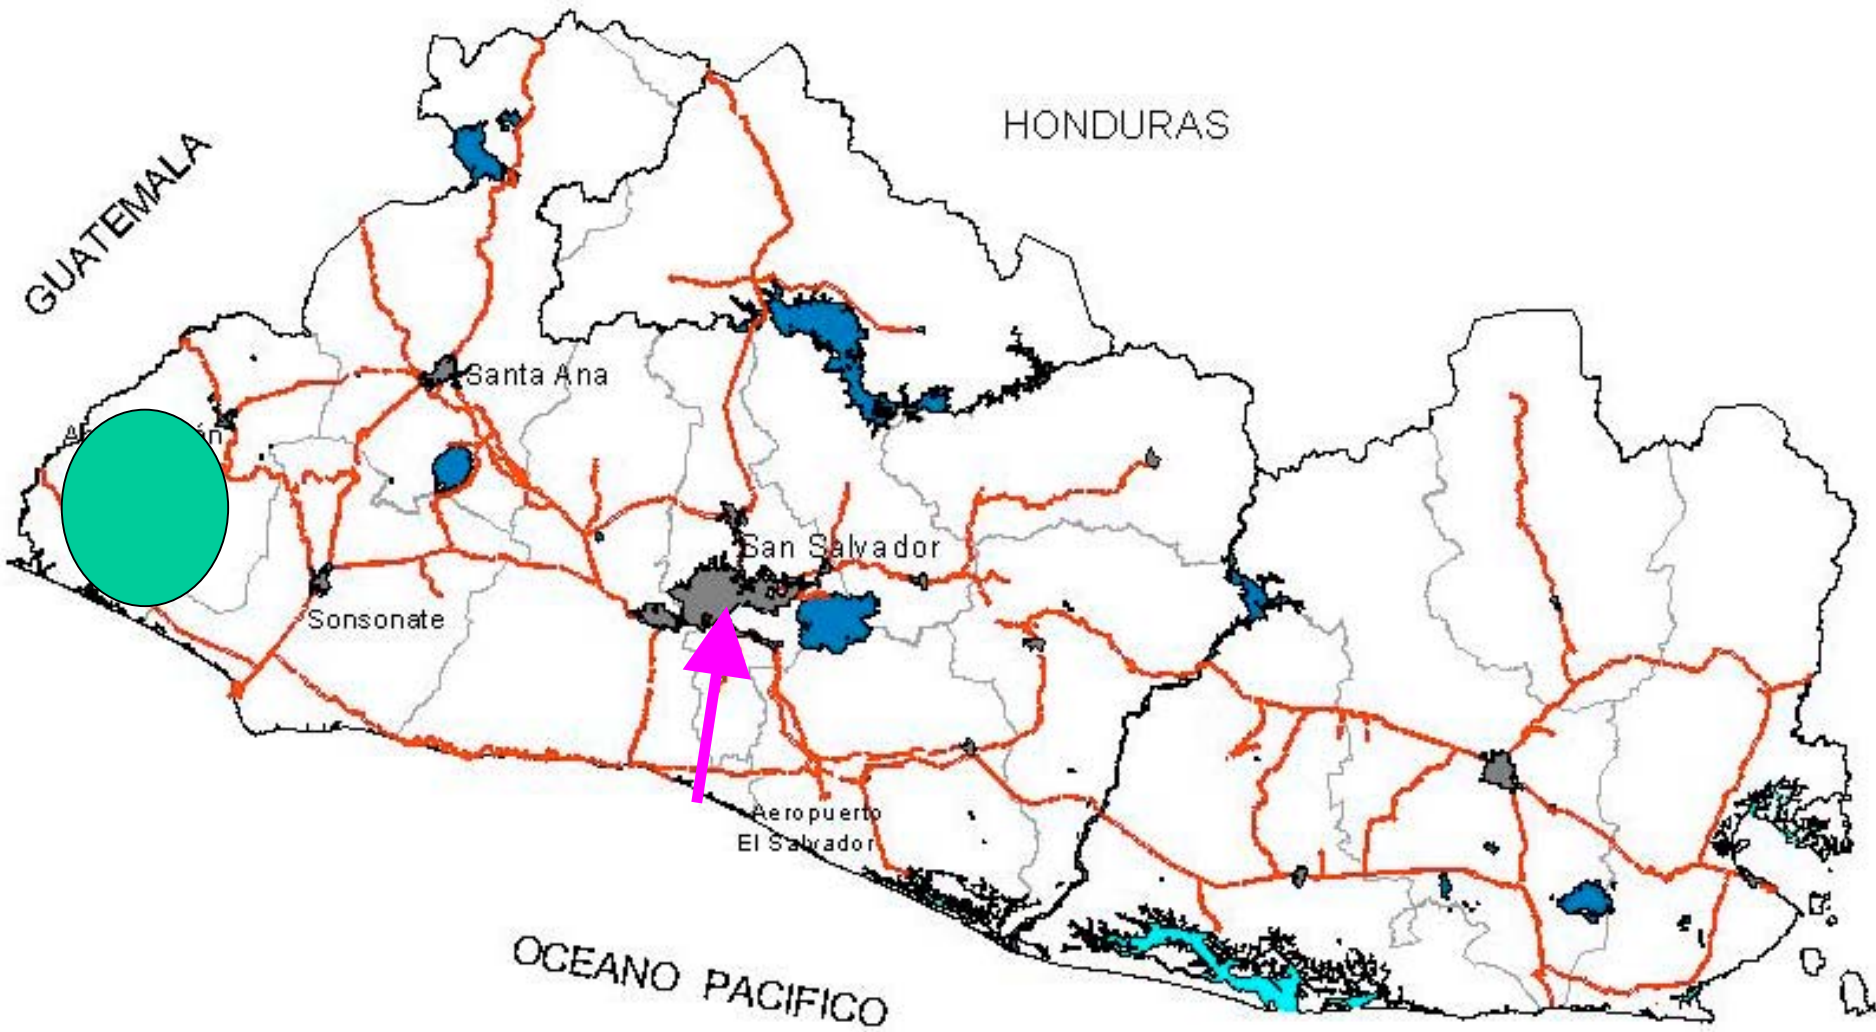 HONDURAS
GUATEMALA
Santa Ana
San Salvador
Sonsonate
Aeropuerto
El Salvador
OCEANO PACIFICO